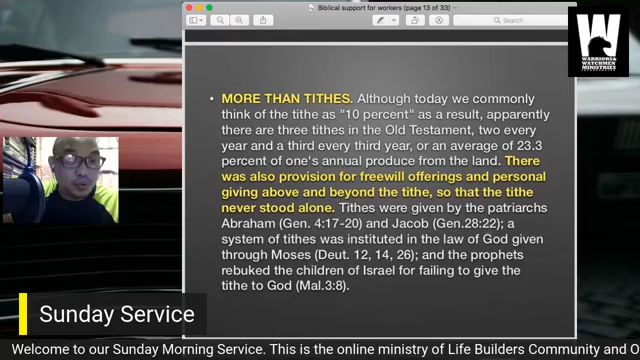 Biblical support for workers (page 13 of 33)
Search
WARRIORS &
WATCHMEN
MINISTRIES
• MORE THAN TITHES. Although today we commonly
think of the tithe as "10 percent" as a result, apparently
there are three tithes in the Old Testament, two every
year and a third every third year, or an average of 23.3
percent of one's annual produce from the land. There
was also provision for freewill offerings and personal
giving above and beyond the tithe, so that the tithe
never stood alone. Tithes were given by the patriarchs
Abraham (Gen. 4:17-20) and Jacob (Gen.28:22); a
system of tithes was instituted in the law of God given
through Moses (Deut. 12, 14, 26); and the prophets
rebuked the children of Israel for failing to give the
tithe to God (Mal.3:8).
Sunday Service
Welcome to our Sunday Morning Service. This is the online ministry of Life Builders Community and O